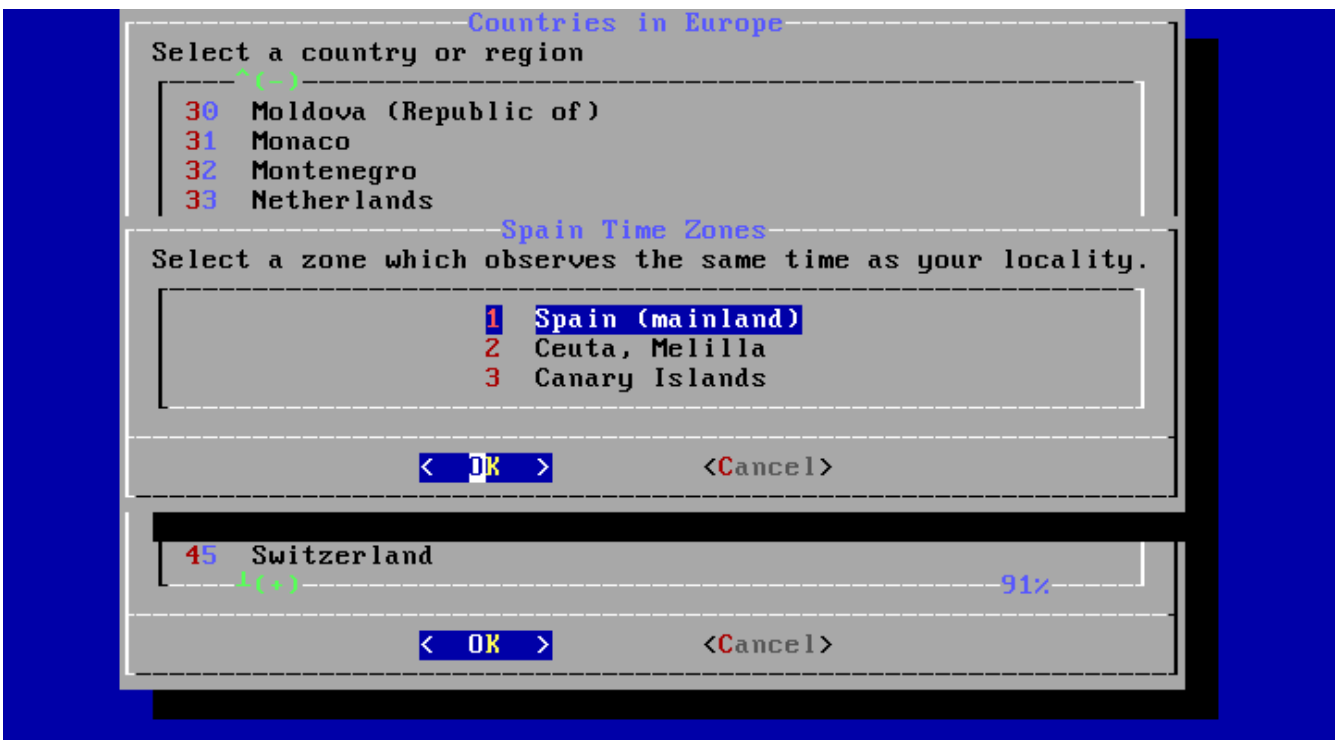 Countries in Europe
Select a country or region
^(-)
30 Moldova (Republic of)
31 Monaco
32 Montenegro
33 Netherlands
Spain Time Zones
Select a zone which observes the same time as your locality.
1 Spain (mainland)
2 Ceuta, Melilla
3 Canary Islands
< OK > <Cancel>
45 Switzerland
┴(+) 91%
< OK > <Cancel>